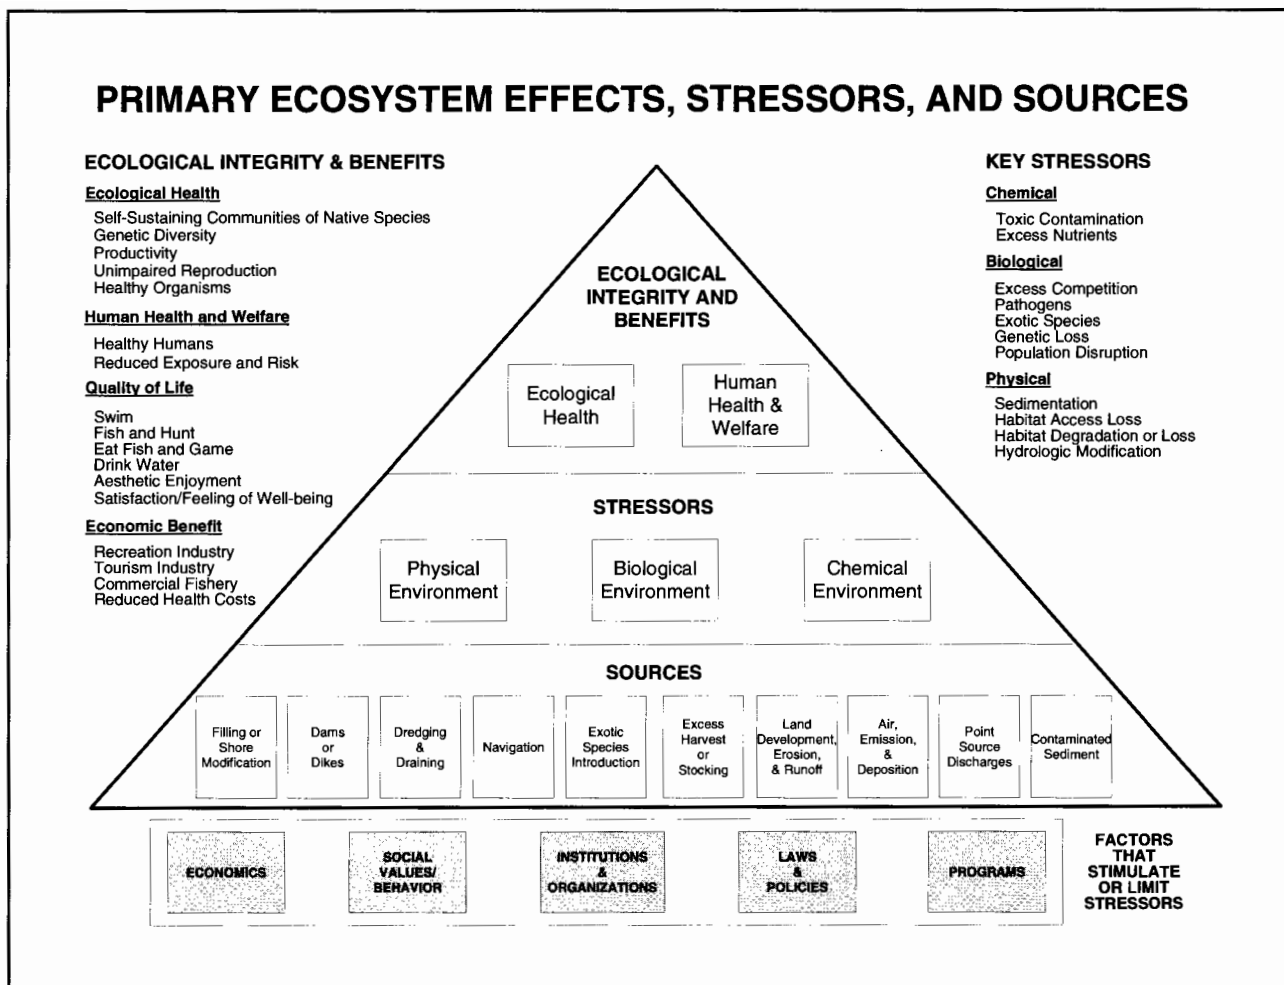 PRIMARY ECOSYSTEM EFFECTS, STRESSORS, AND SOURCES
ECOLOGICAL INTEGRITY & BENEFITS
Ecological Health
Self-Sustaining Communities of Native Species
Genetic Diversity
Productivity
Unimpaired Reproduction
Healthy Organisms
Human Health and Welfare
Healthy Humans
Reduced Exposure and Risk
Quality of Life
Swim
Fish and Hunt
Eat Fish and Game
Drink Water
Aesthetic Enjoyment
Satisfaction/Feeling of Well-being
Economic Benefit
Recreation Industry
Tourism Industry
Commercial Fishery
Reduced Health Costs
KEY STRESSORS
Chemical
Toxic Contamination
Excess Nutrients
Biological
Excess Competition
Pathogens
Exotic Species
Genetic Loss
Population Disruption
Physical
Sedimentation
Habitat Access Loss
Habitat Degradation or Loss
Hydrologic Modification
ECOLOGICAL
INTEGRITY AND
BENEFITS
Ecological
Health
Human
Health &
Welfare
STRESSORS
Physical
Environment
Biological
Environment
Chemical
Environment
SOURCES
Filling or
Shore
Modification
Dams
or
Dikes
Dredging
&
Draining
Navigation
Exotic
Species
Introduction
Excess
Harvest
or
Stocking
Land
Development,
Erosion,
& Runoff
Air,
Emission,
&
Deposition
Point
Source
Discharges
Contaminated
Sediment
ECONOMICS
SOCIAL
VALUES/
BEHAVIOR
INSTITUTIONS
&
ORGANIZATIONS
LAWS
&
POLICIES
PROGRAMS
FACTORS
THAT
STIMULATE
OR LIMIT
STRESSORS